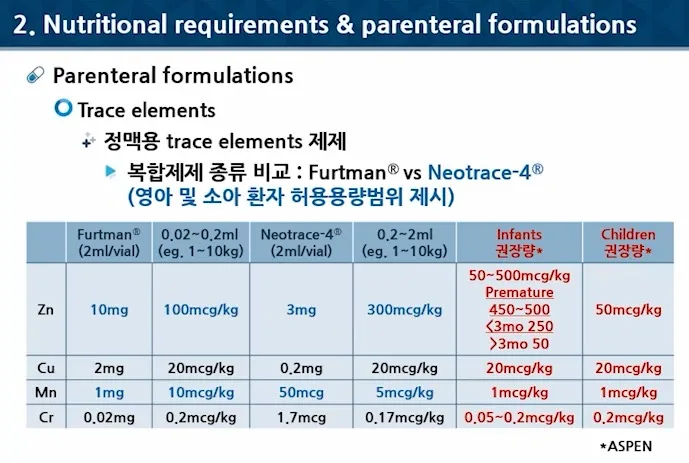 2. Nutritional requirements & parenteral formulations
Parenteral formulations
Trace elements
정맥용 trace elements 제제
복합제제 종류 비교 : Furtman® vs Neotrace-4®
(영아 및 소아 환자 허용용량범위 제시)
Furtman® (2ml/vial) 0.02~0.2ml (eg. 1~10kg) Neotrace-4® (2ml/vial) 0.2~2ml (eg. 1~10kg) Infants 권장량* Children 권장량*
Zn 10mg 100mcg/kg 3mg 300mcg/kg 50~500mcg/kg Premature 450~500 <3mo 250 >3mo 50 50mcg/kg
Cu 2mg 20mcg/kg 0.2mg 20mcg/kg 20mcg/kg 20mcg/kg
Mn 1mg 10mcg/kg 50mcg 5mcg/kg 1mcg/kg 1mcg/kg
Cr 0.02mg 0.2mcg/kg 1.7mcg 0.17mcg/kg 0.05~0.2mcg/kg 0.2mcg/kg
*ASPEN